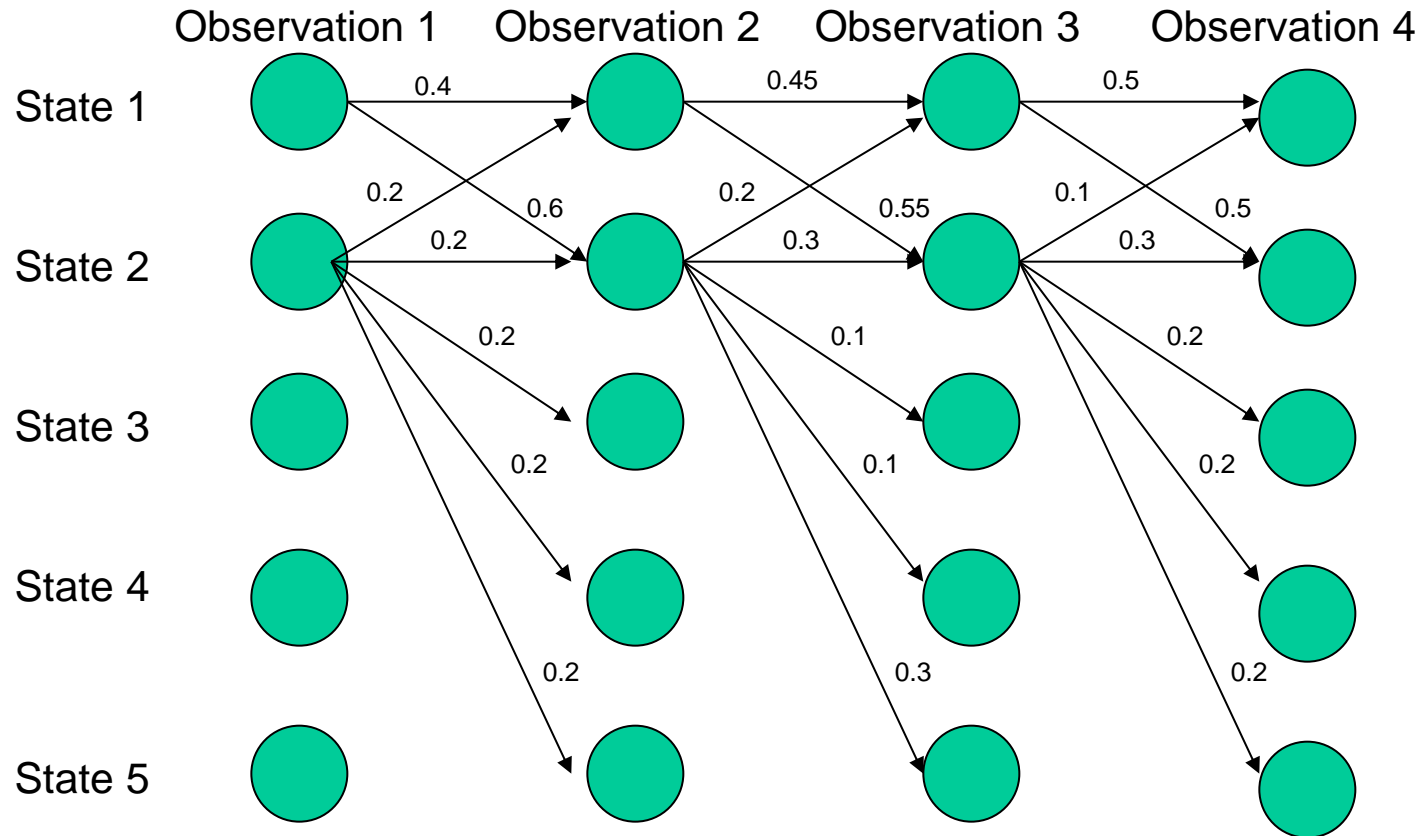 Observation 1 Observation 2 Observation 3 Observation 4
State 1 0.4 0.45 0.5
0.2 0.6 0.2 0.55 0.1 0.5
State 2 0.2 0.3 0.3
0.2 0.1 0.2
State 3
0.2 0.1 0.2
State 4
0.2 0.3 0.2
State 5